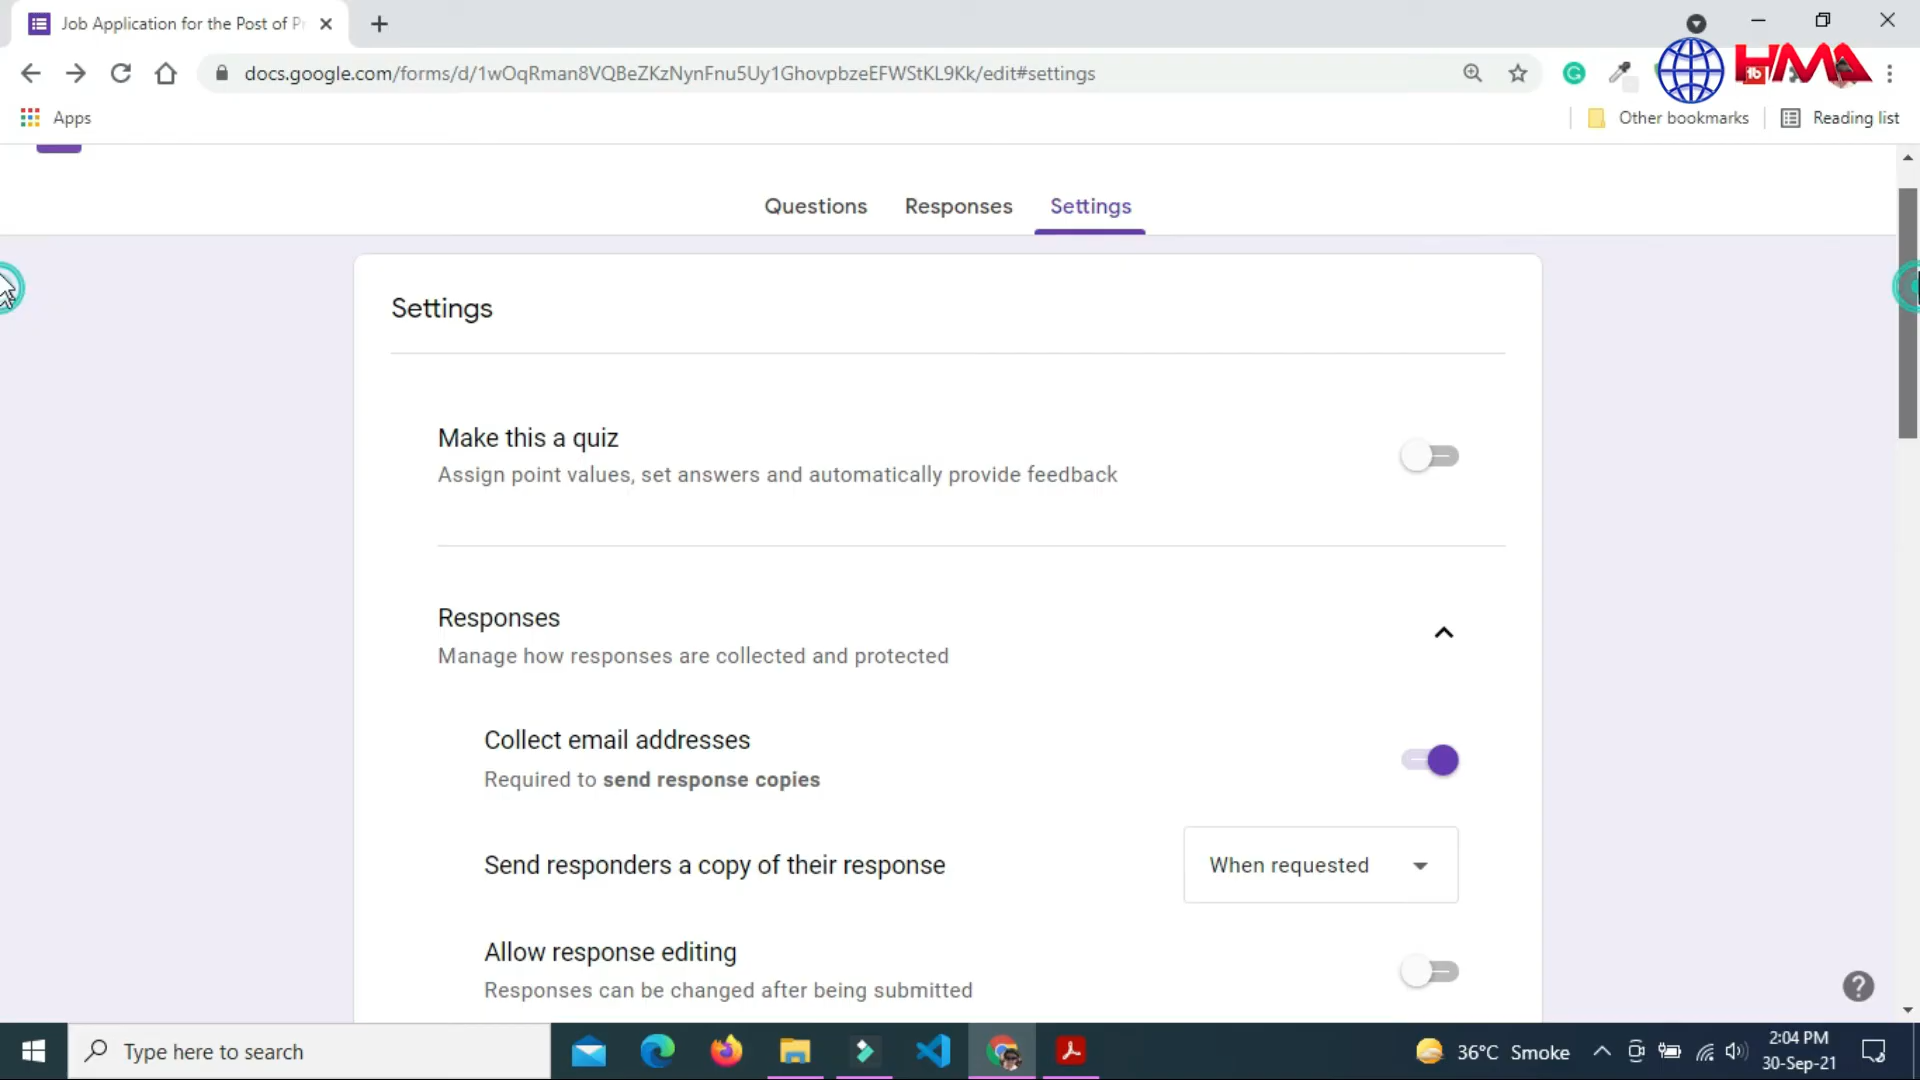 Job Application for the Post of Pr
docs.google.com/forms/d/1wOqRman8VQBeZKzNynFnu5Uy1GhovpbzeEFWStKL9Kk/edit#settings
HMA
16
Apps
Other bookmarks
Reading list
Questions
Responses
Settings
Settings
Make this a quiz
Assign point values, set answers and automatically provide feedback
Responses
Manage how responses are collected and protected
Collect email addresses
Required to send response copies
Send responders a copy of their response
When requested
Allow response editing
Responses can be changed after being submitted
Type here to search
36°C Smoke
2:04 PM
30-Sep-21